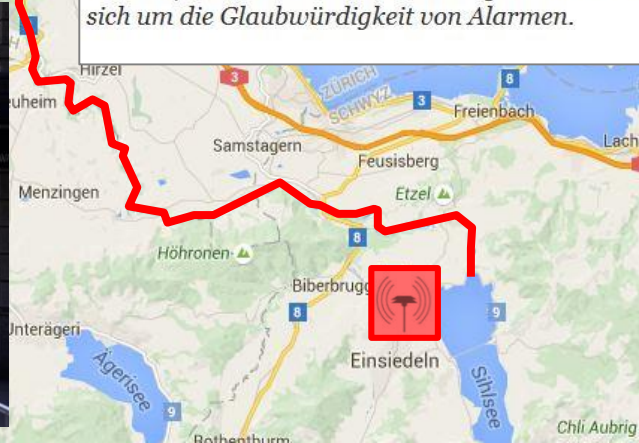 sich um die Glaubwürdigkeit von Alarmen.
Hirzel
3
ZÜRICH
SCHWYZ
8
3
Freienbach
Lach
Samstagern
Feusisberg
Menzingen
Etzel
8
Höhronen
Biberbrugg
8
9
Unterägeri
Einsiedeln
Ägerisee
Sihlsee
9
Chli Aubrig
Rothenthurm